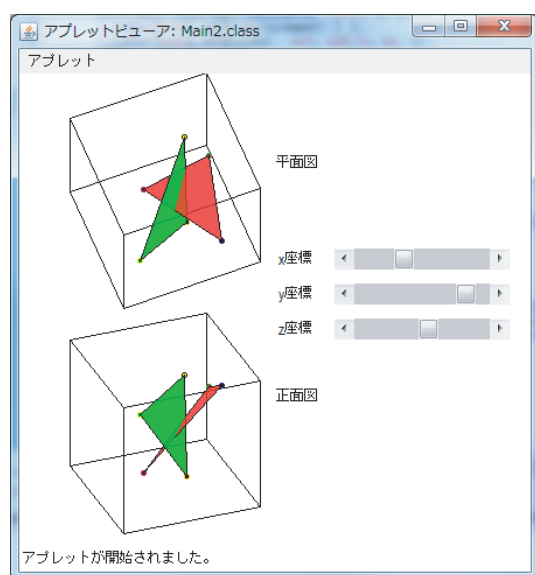 アプレットビューア: Main2.class
アプレット
平面図
x座標
y座標
z座標
正面図
アプレットが開始されました。